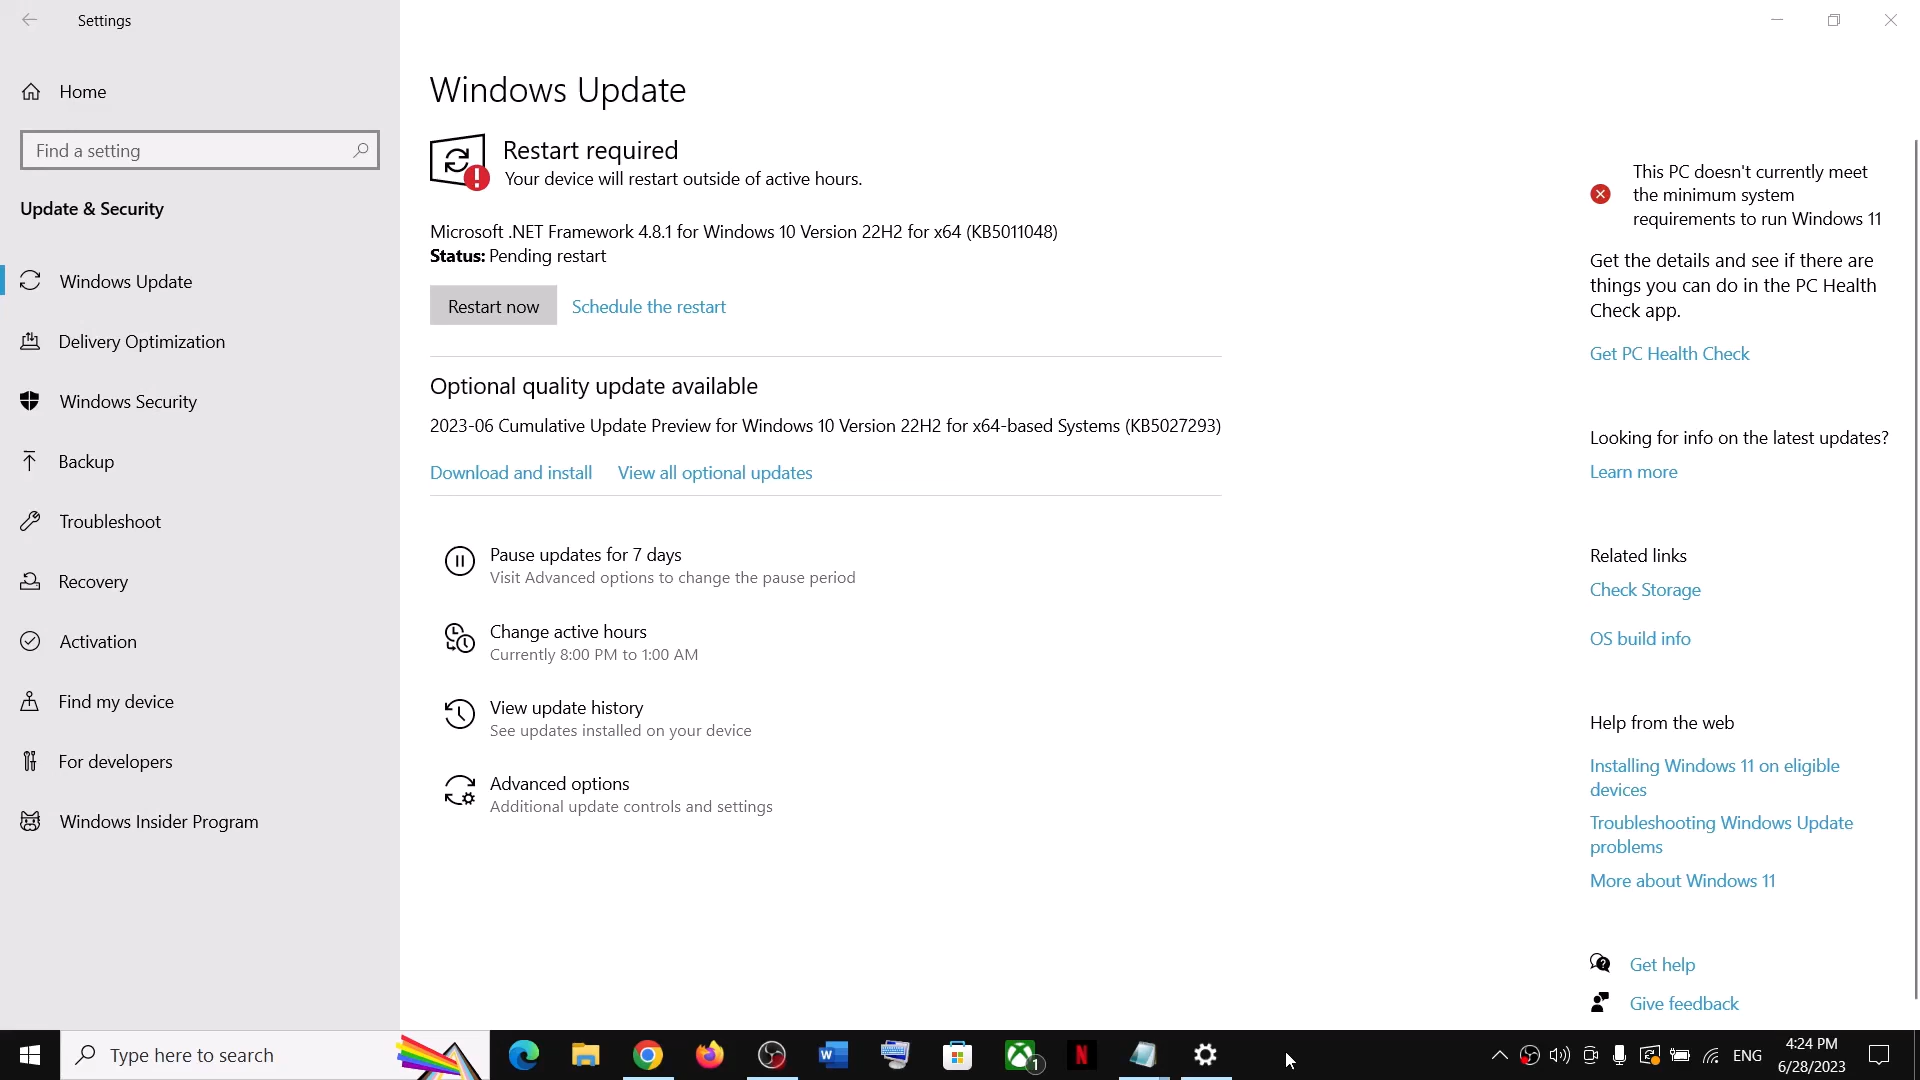 Settings
Home
Find a setting
Update & Security
Windows Update
Delivery Optimization
Windows Security
Backup
Troubleshoot
Recovery
Activation
Find my device
For developers
Windows Insider Program
Windows Update
Restart required
Your device will restart outside of active hours.
Microsoft .NET Framework 4.8.1 for Windows 10 Version 22H2 for x64 (KB5011048)
Status: Pending restart
Restart now
Schedule the restart
Optional quality update available
2023-06 Cumulative Update Preview for Windows 10 Version 22H2 for x64-based Systems (KB5027293)
Download and install
View all optional updates
Pause updates for 7 days
Visit Advanced options to change the pause period
Change active hours
Currently 8:00 PM to 1:00 AM
View update history
See updates installed on your device
Advanced options
Additional update controls and settings
This PC doesn't currently meet
the minimum system
requirements to run Windows 11
Get the details and see if there are
things you can do in the PC Health
Check app.
Get PC Health Check
Looking for info on the latest updates?
Learn more
Related links
Check Storage
OS build info
Help from the web
Installing Windows 11 on eligible
devices
Troubleshooting Windows Update
problems
More about Windows 11
Get help
Give feedback
Type here to search
W
1
N
ENG
4:24 PM
6/28/2023